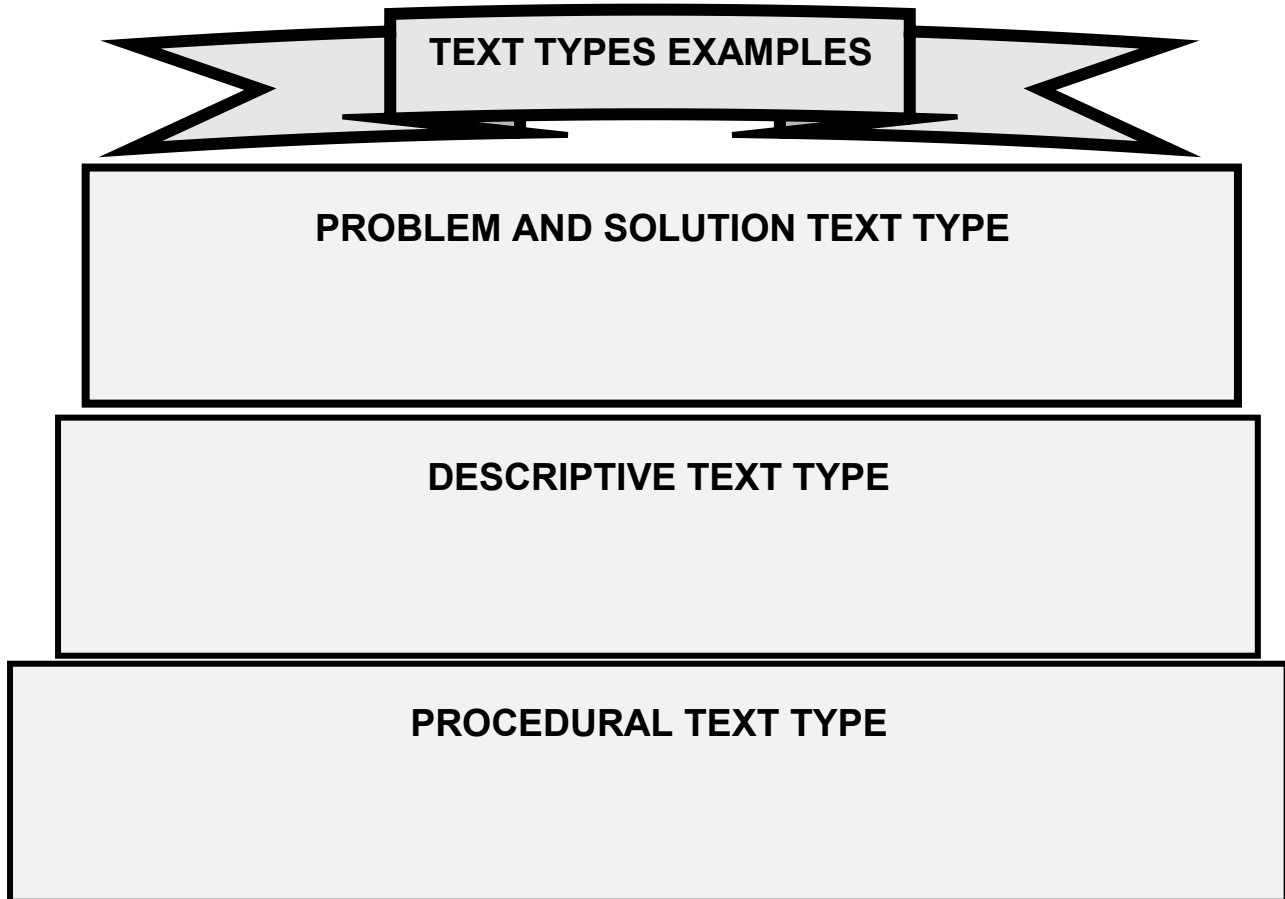 TEXT TYPES EXAMPLES
PROBLEM AND SOLUTION TEXT TYPE
DESCRIPTIVE TEXT TYPE
PROCEDURAL TEXT TYPE